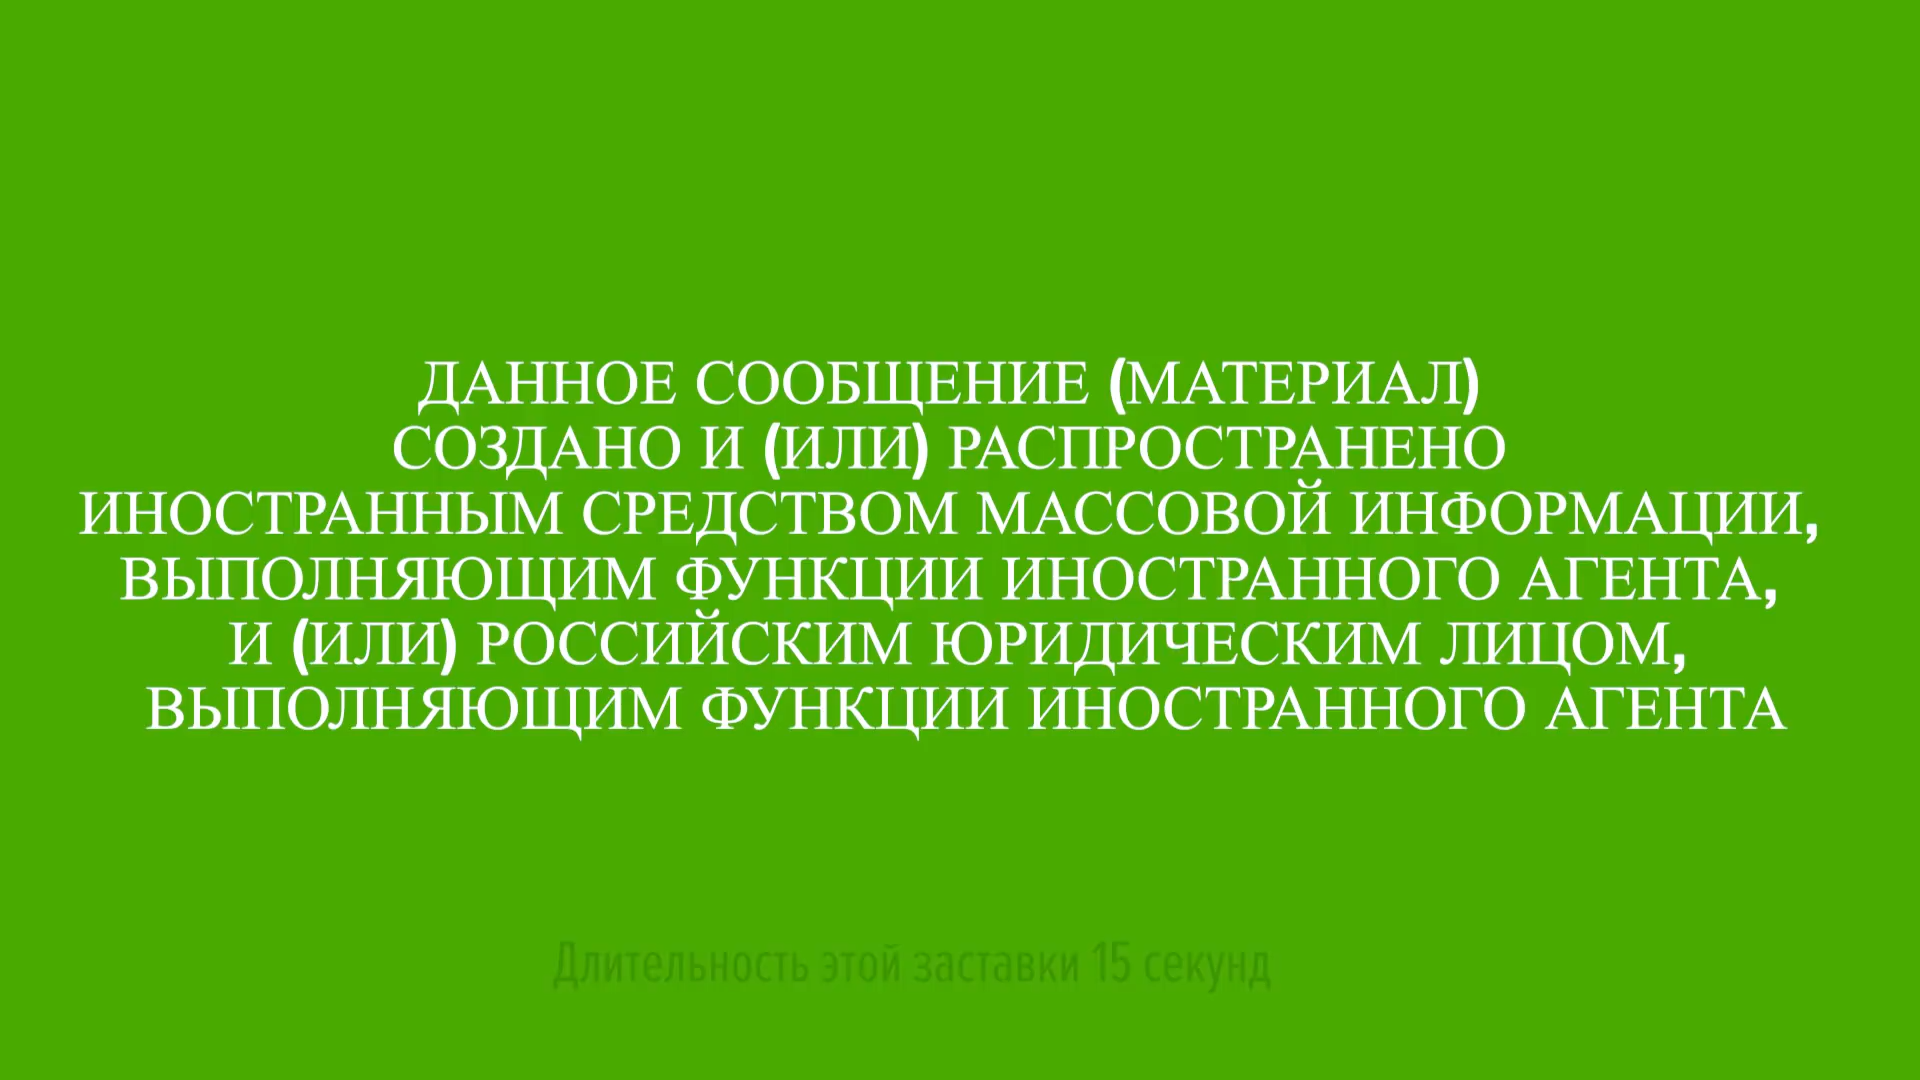 ДАННОЕ СООБЩЕНИЕ (МАТЕРИАЛ)
СОЗДАНО И (ИЛИ) РАСПРОСТРАНЕНО
ИНОСТРАННЫМ СРЕДСТВОМ МАССОВОЙ ИНФОРМАЦИИ,
ВЫПОЛНЯЮЩИМ ФУНКЦИИ ИНОСТРАННОГО АГЕНТА,
И (ИЛИ) РОССИЙСКИМ ЮРИДИЧЕСКИМ ЛИЦОМ,
ВЫПОЛНЯЮЩИМ ФУНКЦИИ ИНОСТРАННОГО АГЕНТА
Длительность этой заставки 15 секунд